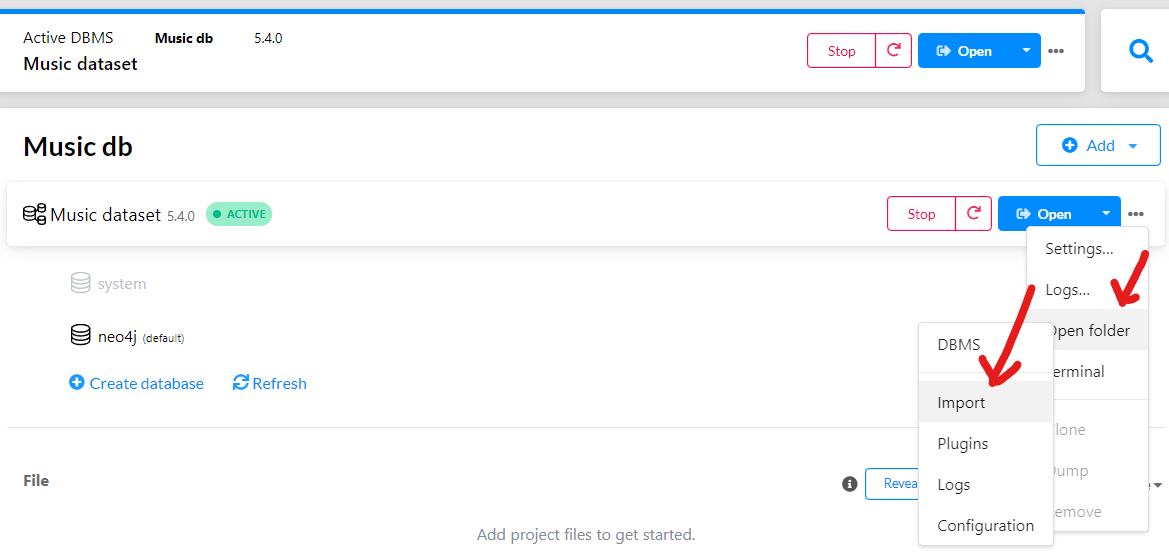 Active DBMS Music db 5.4.0
Music dataset
Stop Open
Music db
Add
Music dataset 5.4.0 ACTIVE
Stop Open
Settings...
Logs...
Open folder
Terminal
Clone
Dump
Remove
DBMS
Import
Plugins
Logs
Configuration
system
neo4j (default)
Create database Refresh
File
Add project files to get started.